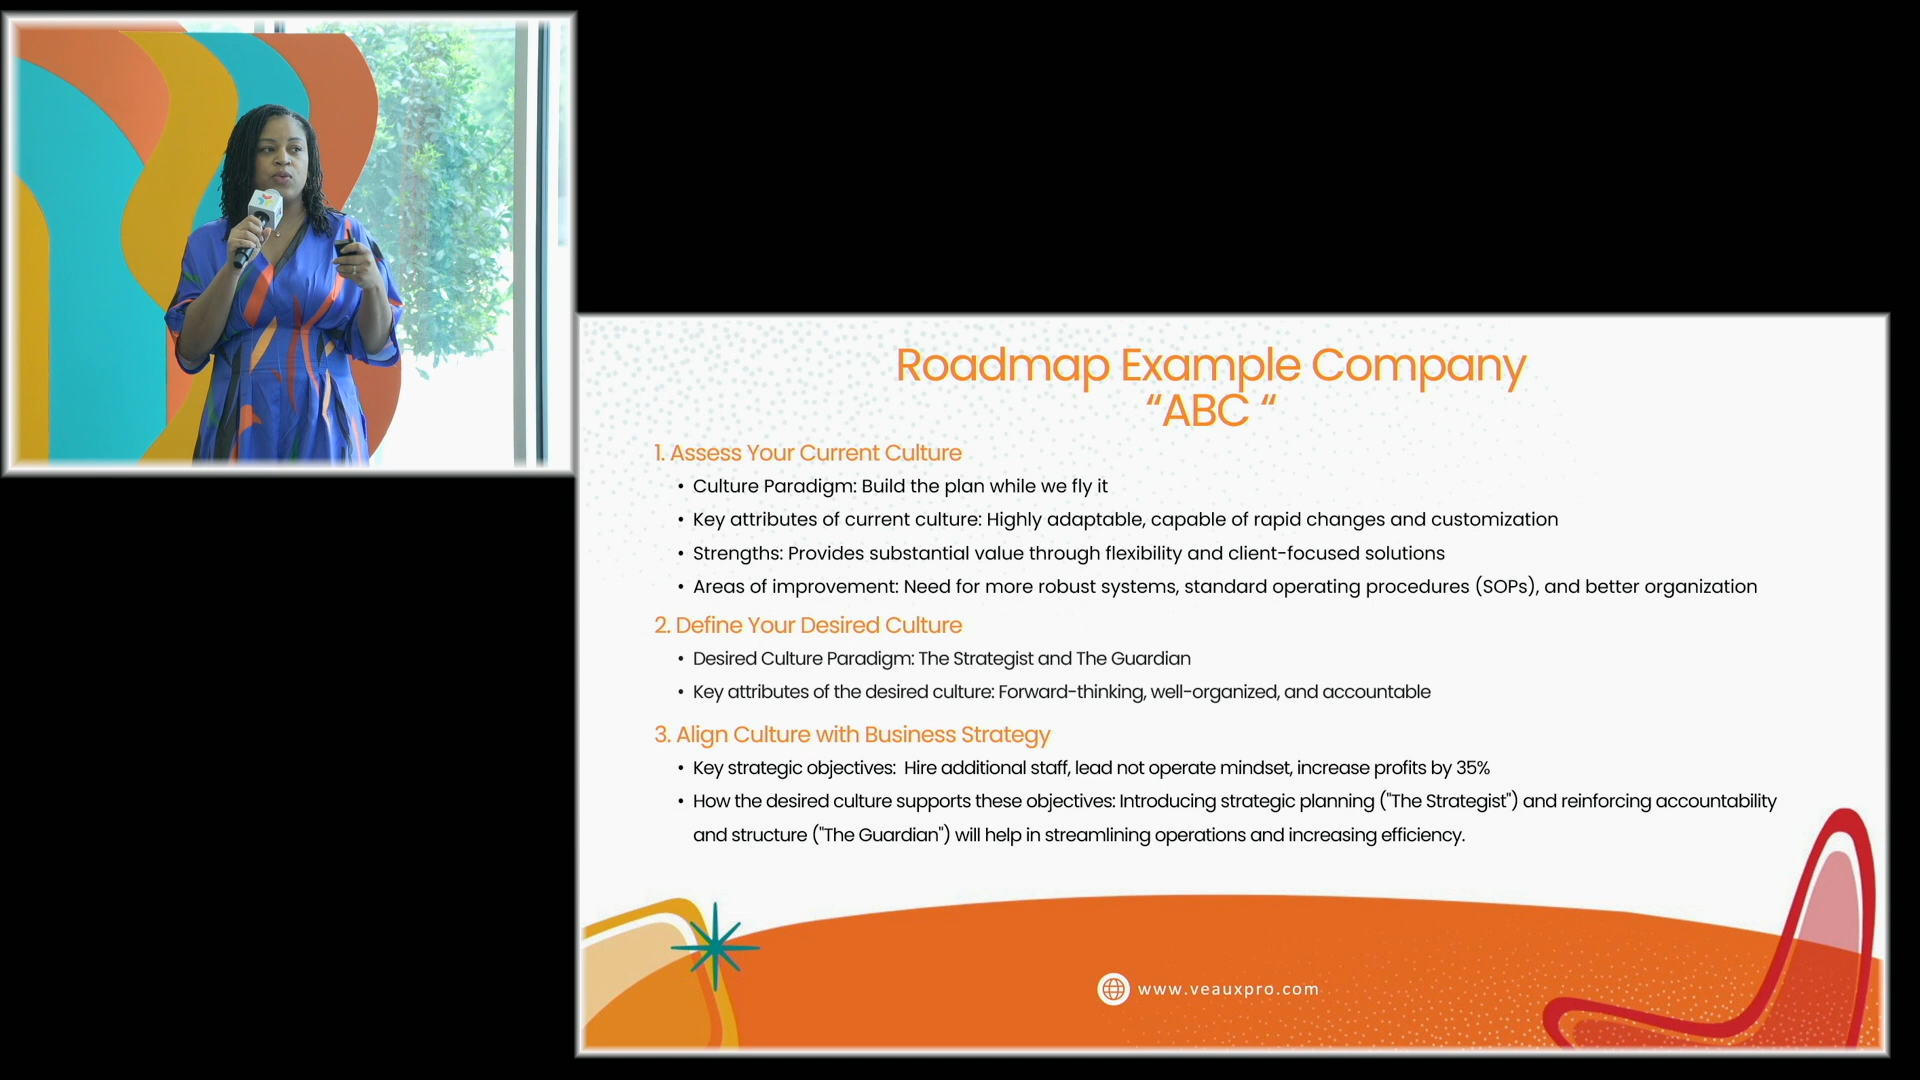 Roadmap Example Company
“ABC “
1. Assess Your Current Culture
• Culture Paradigm: Build the plan while we fly it
• Key attributes of current culture: Highly adaptable, capable of rapid changes and customization
• Strengths: Provides substantial value through flexibility and client-focused solutions
• Areas of improvement: Need for more robust systems, standard operating procedures (SOPs), and better organization
2. Define Your Desired Culture
• Desired Culture Paradigm: The Strategist and The Guardian
• Key attributes of the desired culture: Forward-thinking, well-organized, and accountable
3. Align Culture with Business Strategy
• Key strategic objectives:  Hire additional staff, lead not operate mindset, increase profits by 35%
• How the desired culture supports these objectives: Introducing strategic planning ("The Strategist") and reinforcing accountability
and structure ("The Guardian") will help in streamlining operations and increasing efficiency.
www.veauxpro.com